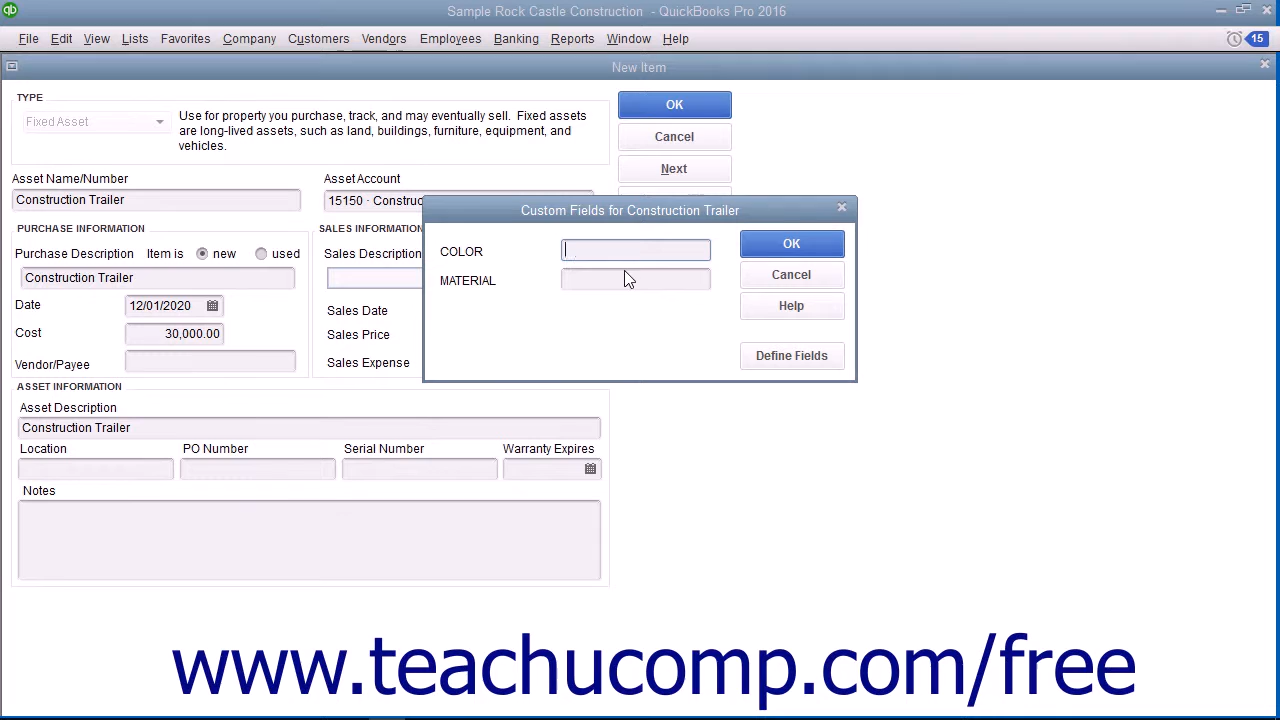 Sample Rock Castle Construction - QuickBooks Pro 2016
File Edit View Lists Favorites Company Customers Vendors Employees Banking Reports Window Help 15
New Item
TYPE
Fixed Asset
Use for property you purchase, track, and may eventually sell. Fixed assets
are long-lived assets, such as land, buildings, furniture, equipment, and
vehicles.
OK
Cancel
Next
Asset Name/Number
Construction Trailer
Asset Account
15150 · Construc
PURCHASE INFORMATION
Purchase Description Item is new used
Construction Trailer
Date 12/01/2020
Cost 30,000.00
Vendor/Payee
SALES INFORMATION
Sales Description
Sales Date
Sales Price
Sales Expense
Custom Fields for Construction Trailer
COLOR
MATERIAL
OK
Cancel
Help
Define Fields
ASSET INFORMATION
Asset Description
Construction Trailer
Location PO Number Serial Number Warranty Expires
Notes
www.teachucomp.com/free